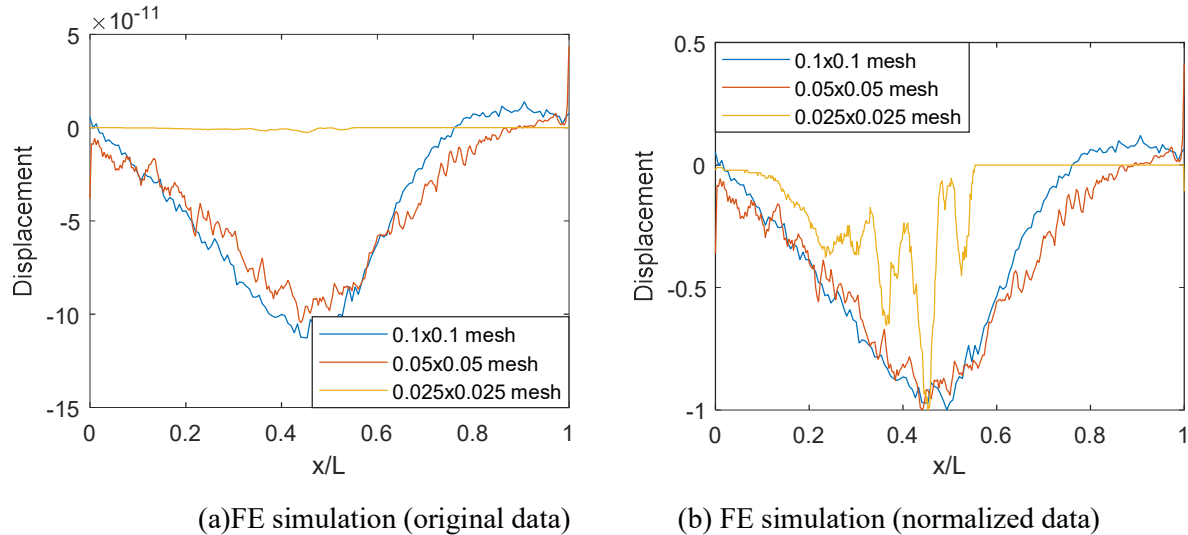 ×10⁻¹¹
5
0
-5
-10
-15
Displacement
0 0.2 0.4 0.6 0.8 1
x/L
0.1x0.1 mesh
0.05x0.05 mesh
0.025x0.025 mesh
(a)FE simulation (original data)
0.5
0
-0.5
-1
Displacement
0 0.2 0.4 0.6 0.8 1
x/L
0.1x0.1 mesh
0.05x0.05 mesh
0.025x0.025 mesh
(b) FE simulation (normalized data)